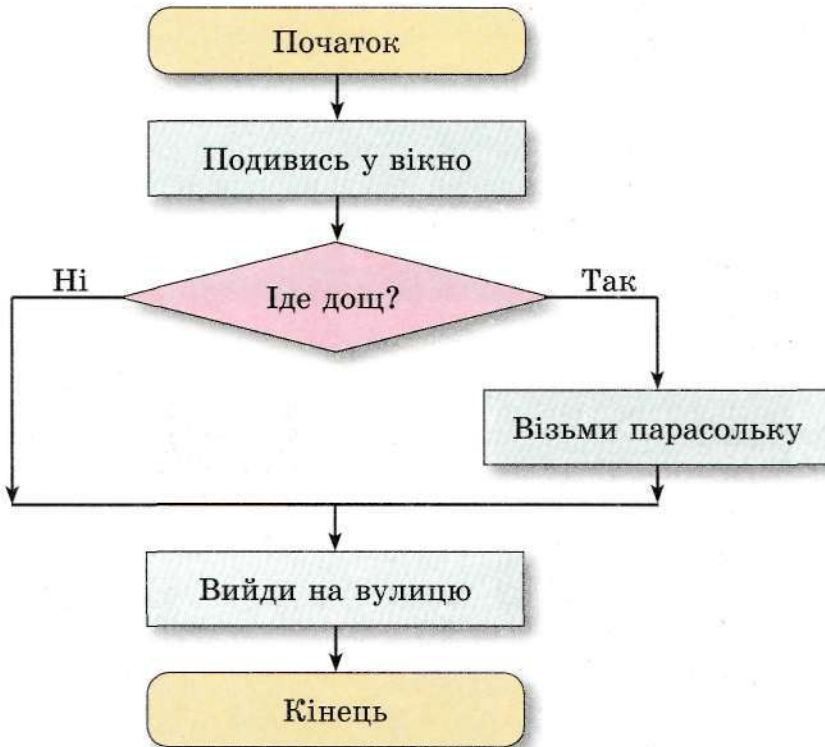 Початок
Подивись у вікно
Іде дощ?
Ні
Так
Візьми парасольку
Вийди на вулицю
Кінець